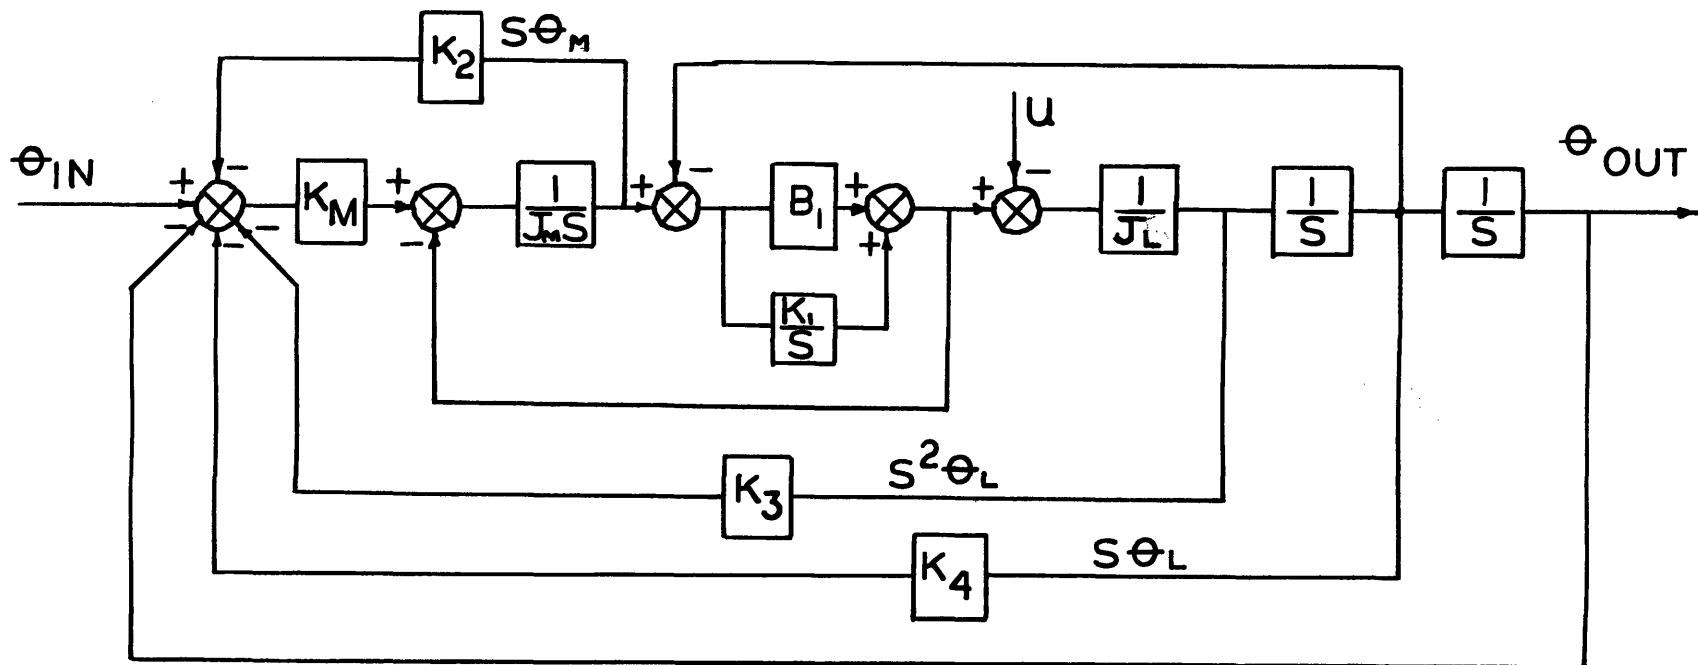 K2
SθM
U
θIN
+
−
+
−
−
−
KM
+
−
1
JMS
+
−
B1
+
+
K1
S
+
−
1
JL
1
S
1
S
θOUT
K3
S²θL
K4
SθL